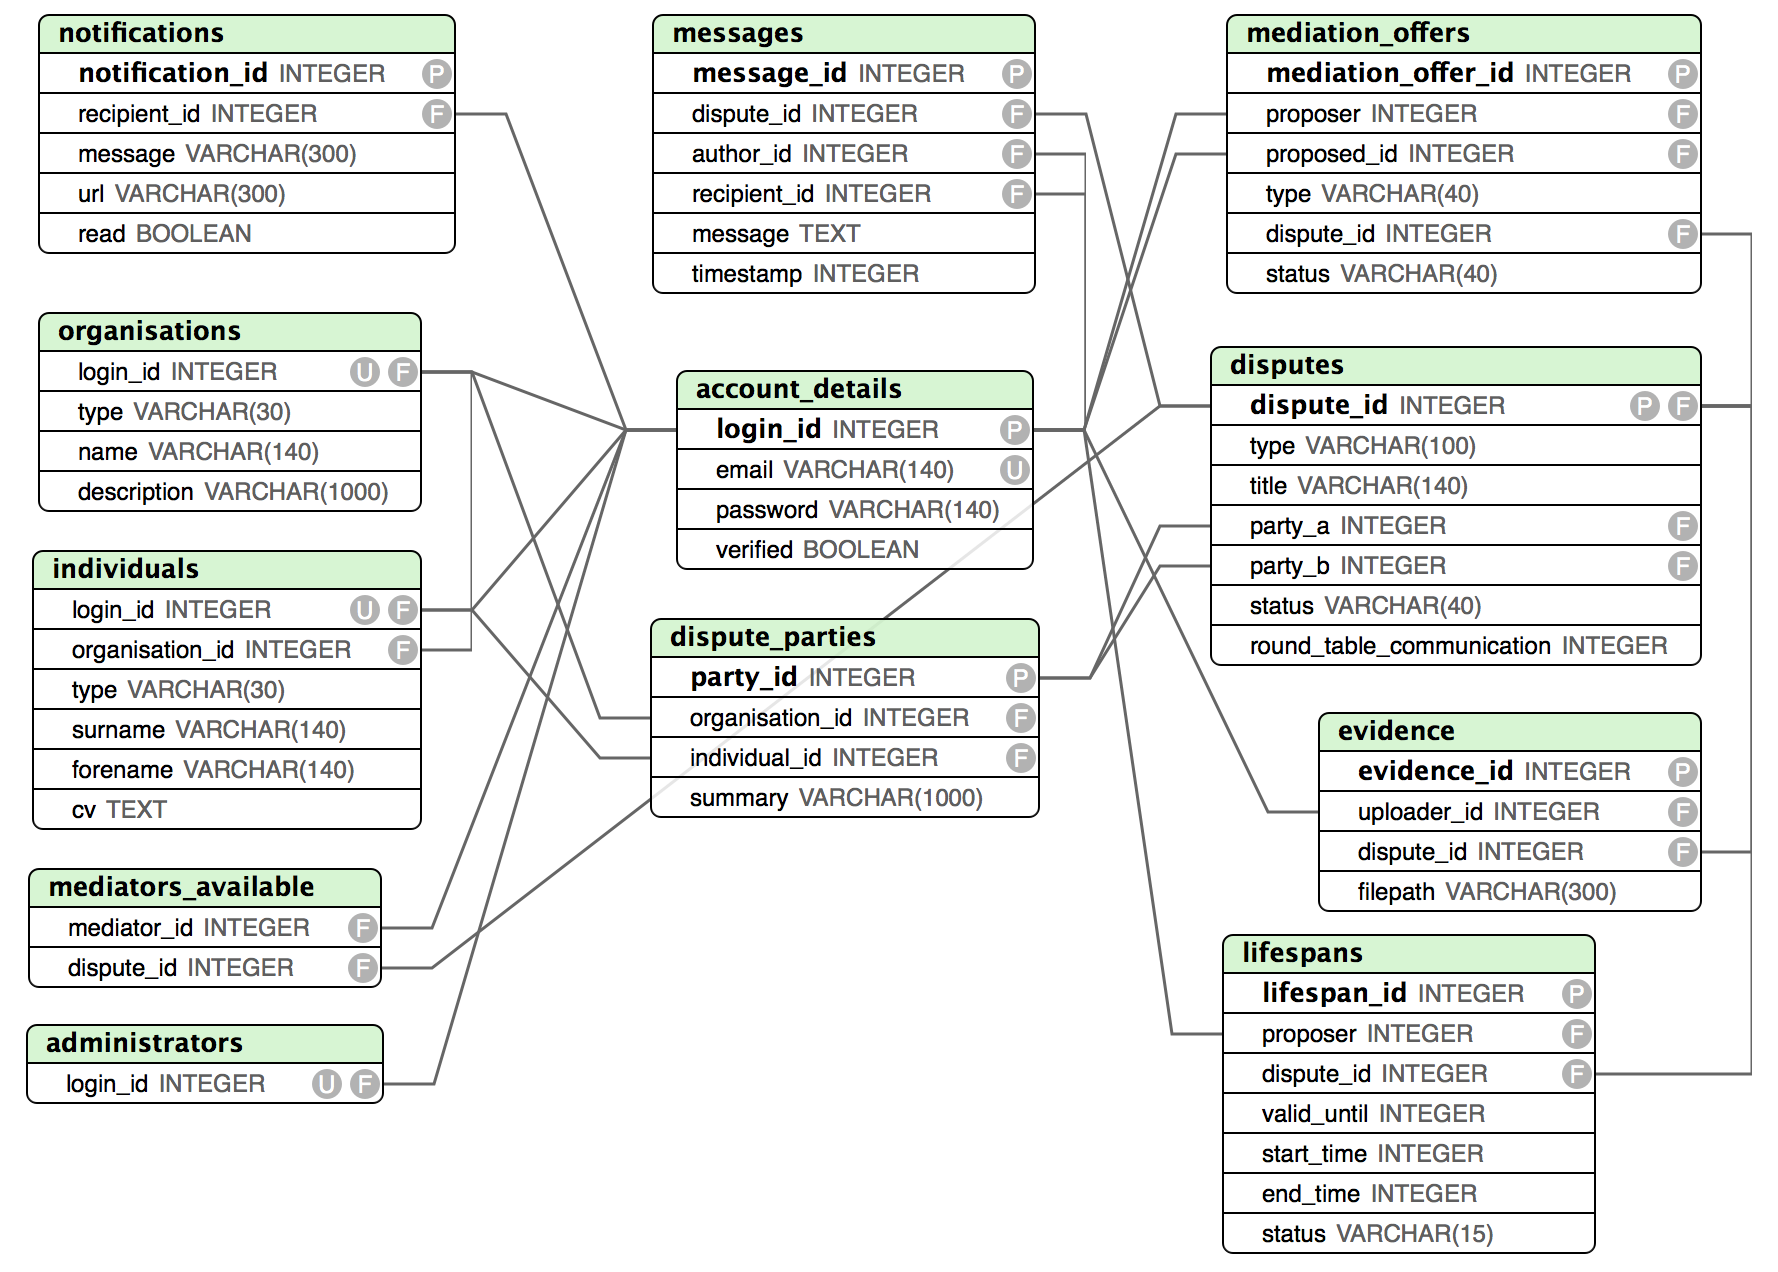 notifications
notification_id INTEGER P
recipient_id INTEGER F
message VARCHAR(300)
url VARCHAR(300)
read BOOLEAN
organisations
login_id INTEGER U F
type VARCHAR(30)
name VARCHAR(140)
description VARCHAR(1000)
individuals
login_id INTEGER U F
organisation_id INTEGER F
type VARCHAR(30)
surname VARCHAR(140)
forename VARCHAR(140)
cv TEXT
mediators_available
mediator_id INTEGER F
dispute_id INTEGER F
administrators
login_id INTEGER U F
messages
message_id INTEGER P
dispute_id INTEGER F
author_id INTEGER F
recipient_id INTEGER F
message TEXT
timestamp INTEGER
account_details
login_id INTEGER P
email VARCHAR(140) U
password VARCHAR(140)
verified BOOLEAN
dispute_parties
party_id INTEGER P
organisation_id INTEGER F
individual_id INTEGER F
summary VARCHAR(1000)
mediation_offers
mediation_offer_id INTEGER P
proposer INTEGER F
proposed_id INTEGER F
type VARCHAR(40)
dispute_id INTEGER F
status VARCHAR(40)
disputes
dispute_id INTEGER P F
type VARCHAR(100)
title VARCHAR(140)
party_a INTEGER F
party_b INTEGER F
status VARCHAR(40)
round_table_communication INTEGER
evidence
evidence_id INTEGER P
uploader_id INTEGER F
dispute_id INTEGER F
filepath VARCHAR(300)
lifespans
lifespan_id INTEGER P
proposer INTEGER F
dispute_id INTEGER F
valid_until INTEGER
start_time INTEGER
end_time INTEGER
status VARCHAR(15)